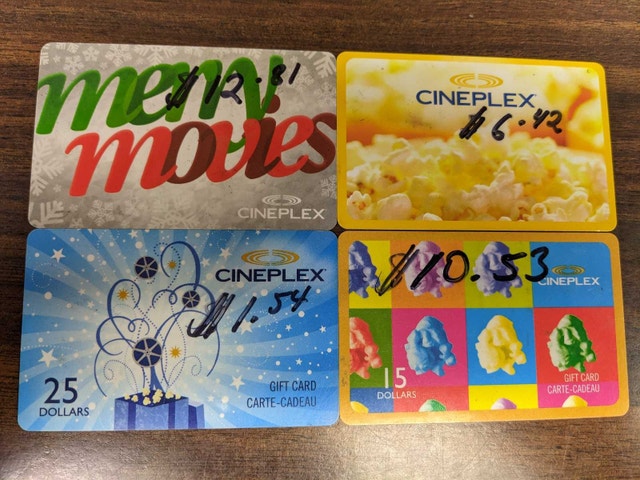 merry
$12.81
movies
CINEPLEX
CINEPLEX
$6.42
CINEPLEX
$1.54
25
DOLLARS
GIFT CARD
CARTE-CADEAU
$10.53
CINEPLEX
15
DOLLARS
GIFT CARD
CARTE-CADEAU